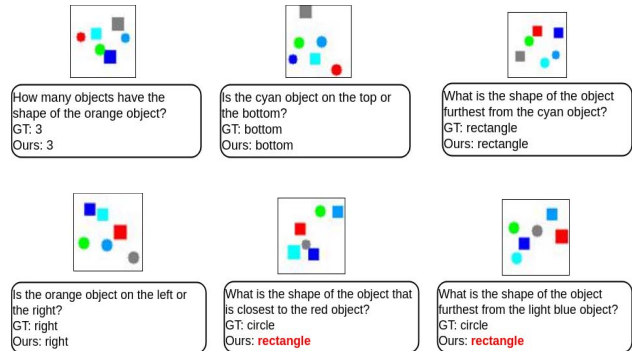 How many objects have the
shape of the orange object?
GT: 3
Ours: 3
Is the cyan object on the top or
the bottom?
GT: bottom
Ours: bottom
What is the shape of the object
furthest from the cyan object?
GT: rectangle
Ours: rectangle
Is the orange object on the left or
the right?
GT: right
Ours: right
What is the shape of the object that
is closest to the red object?
GT: circle
Ours: rectangle
What is the shape of the object
furthest from the light blue object?
GT: circle
Ours: rectangle